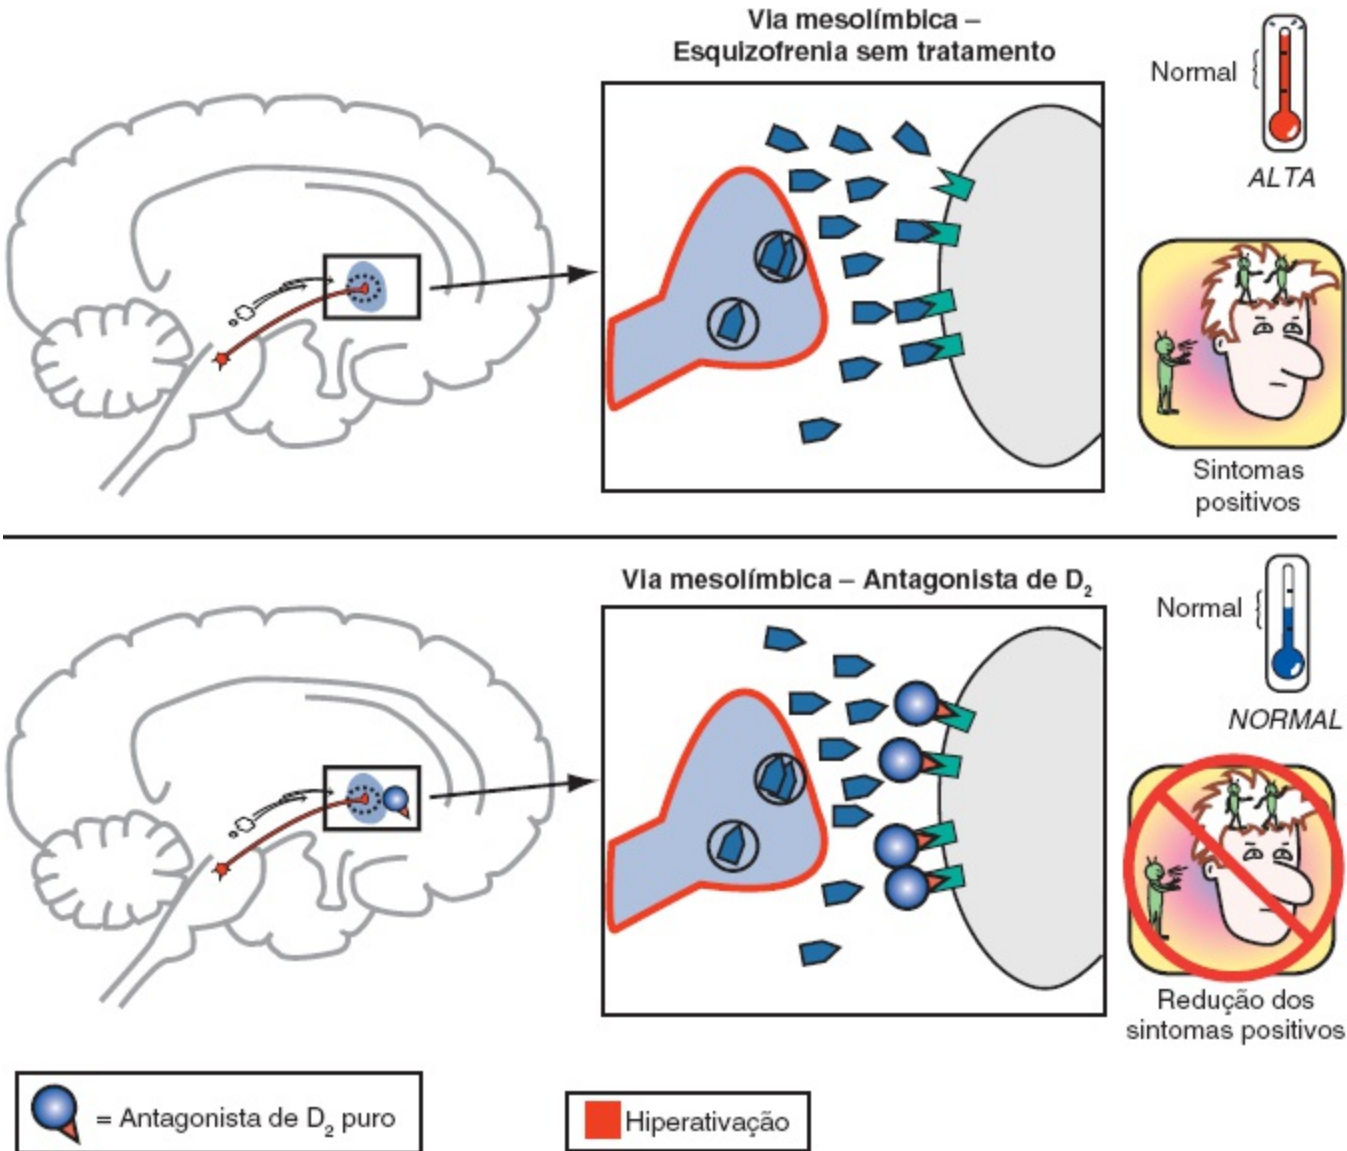 Via mesolímbica –
Esquizofrenia sem tratamento
Normal
ALTA
Sintomas
positivos
Via mesolímbica – Antagonista de D₂
Normal
NORMAL
Redução dos
sintomas positivos
= Antagonista de D₂ puro
Hiperativação